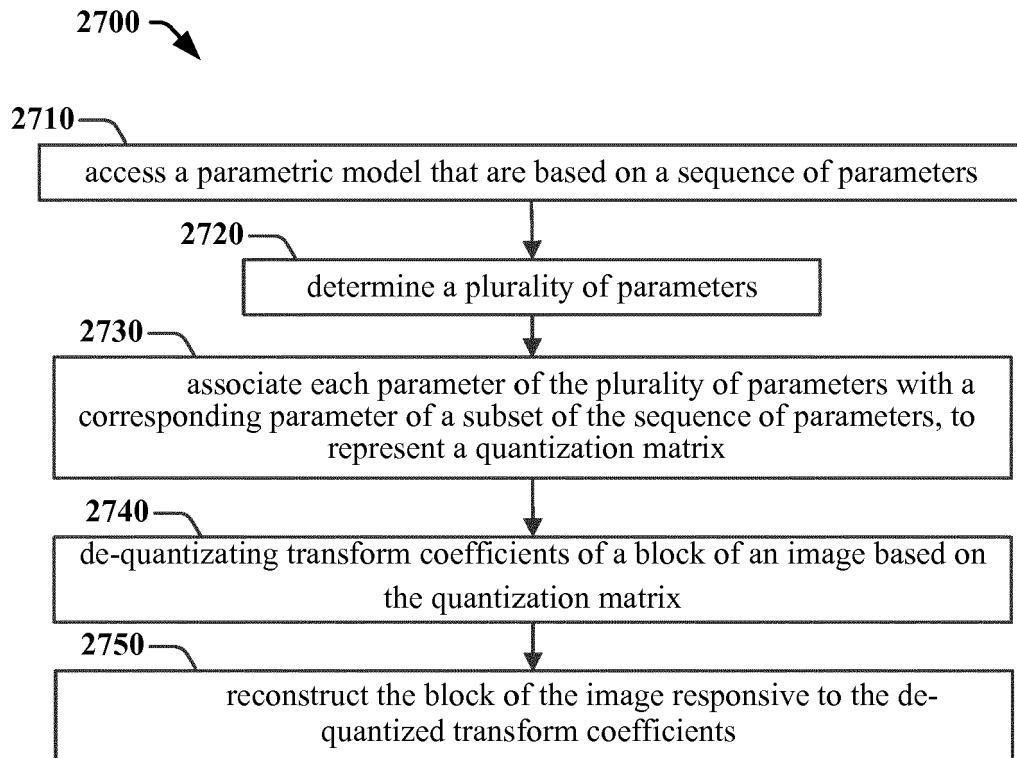 2700
2710
access a parametric model that are based on a sequence of parameters
2720
determine a plurality of parameters
2730
associate each parameter of the plurality of parameters with a
corresponding parameter of a subset of the sequence of parameters, to
represent a quantization matrix
2740
de-quantizating transform coefficients of a block of an image based on
the quantization matrix
2750
reconstruct the block of the image responsive to the de-
quantized transform coefficients